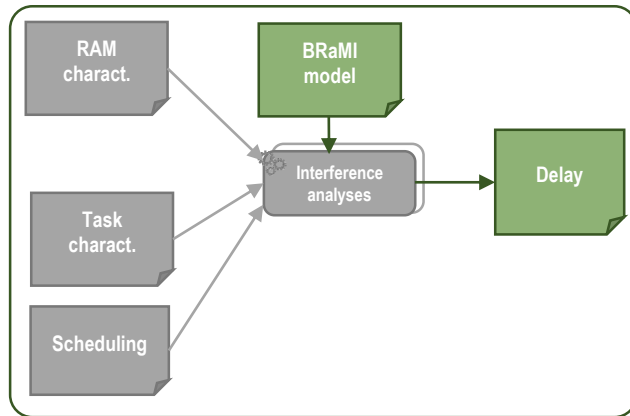 RAM
charact.
BRaMI
model
Interference
analyses
Delay
Task
charact.
Scheduling